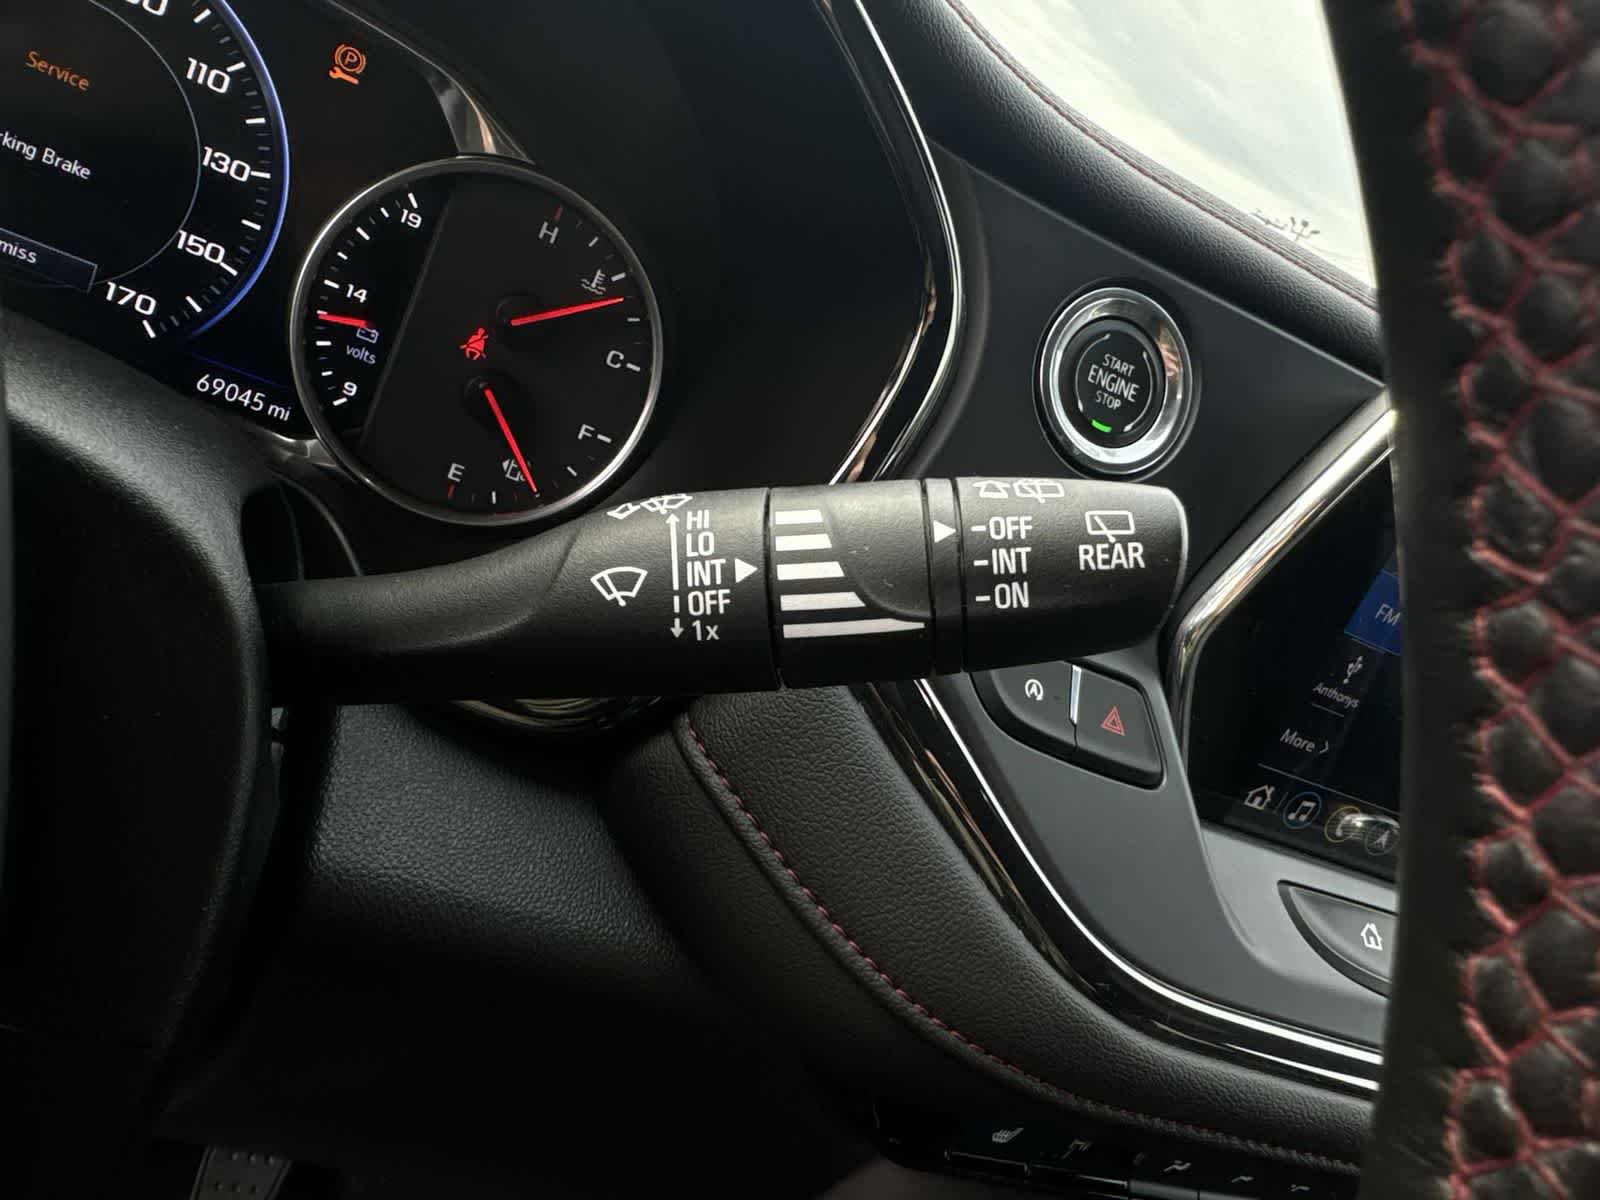 Service
rking Brake
miss
110
130
150
170
69045 mi
P
19
14
volts
9
H
C
F
E
START
ENGINE
STOP
HI
LO
INT
OFF
1x
OFF
INT
ON
REAR
A
FM
Anthonys
More >